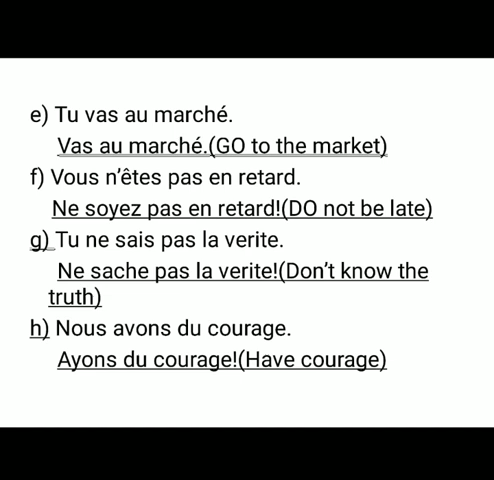 e) Tu vas au marché.
Vas au marché.(GO to the market)
f) Vous n'êtes pas en retard.
Ne soyez pas en retard!(DO not be late)
g) Tu ne sais pas la verite.
Ne sache pas la verite!(Don't know the
truth)
h) Nous avons du courage.
Ayons du courage!(Have courage)